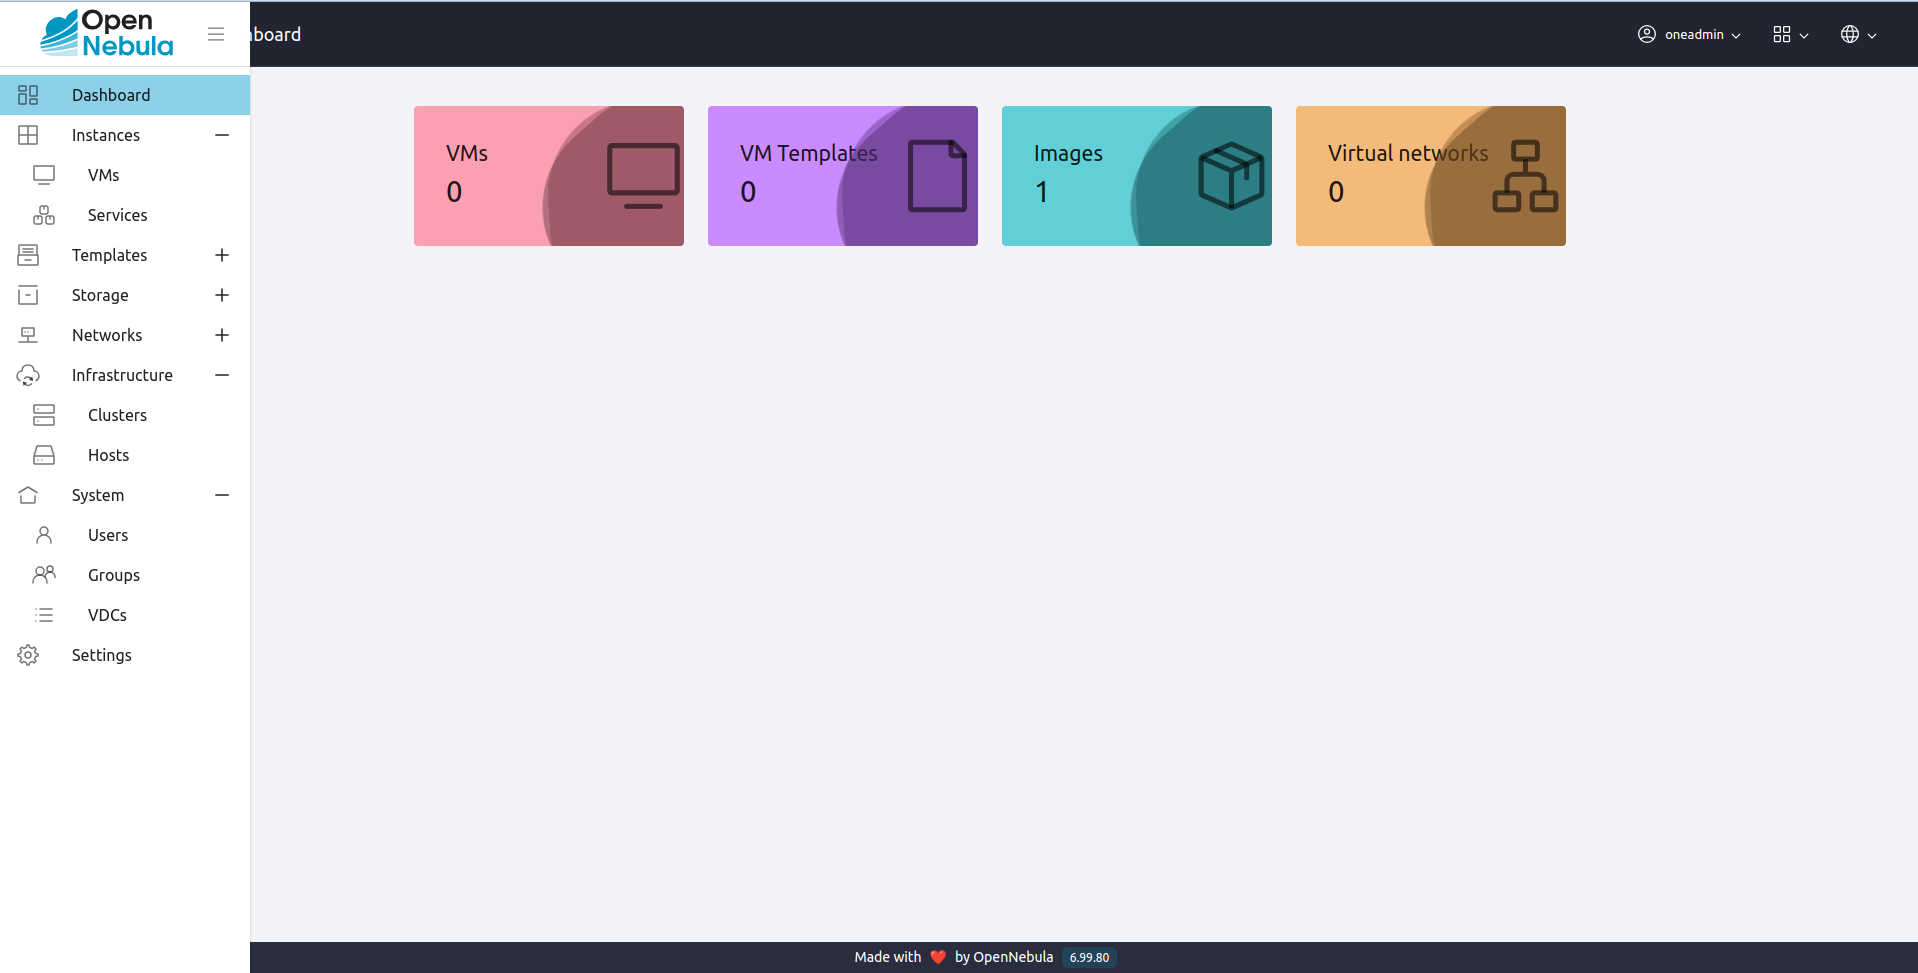 Open
Nebula
board
oneadmin
Dashboard
Instances
VMs
Services
Templates
Storage
Networks
Infrastructure
Clusters
Hosts
System
Users
Groups
VDCs
Settings
VMs
0
VM Templates
0
Images
1
Virtual networks
0
Made with ❤️ by OpenNebula 6.99.80